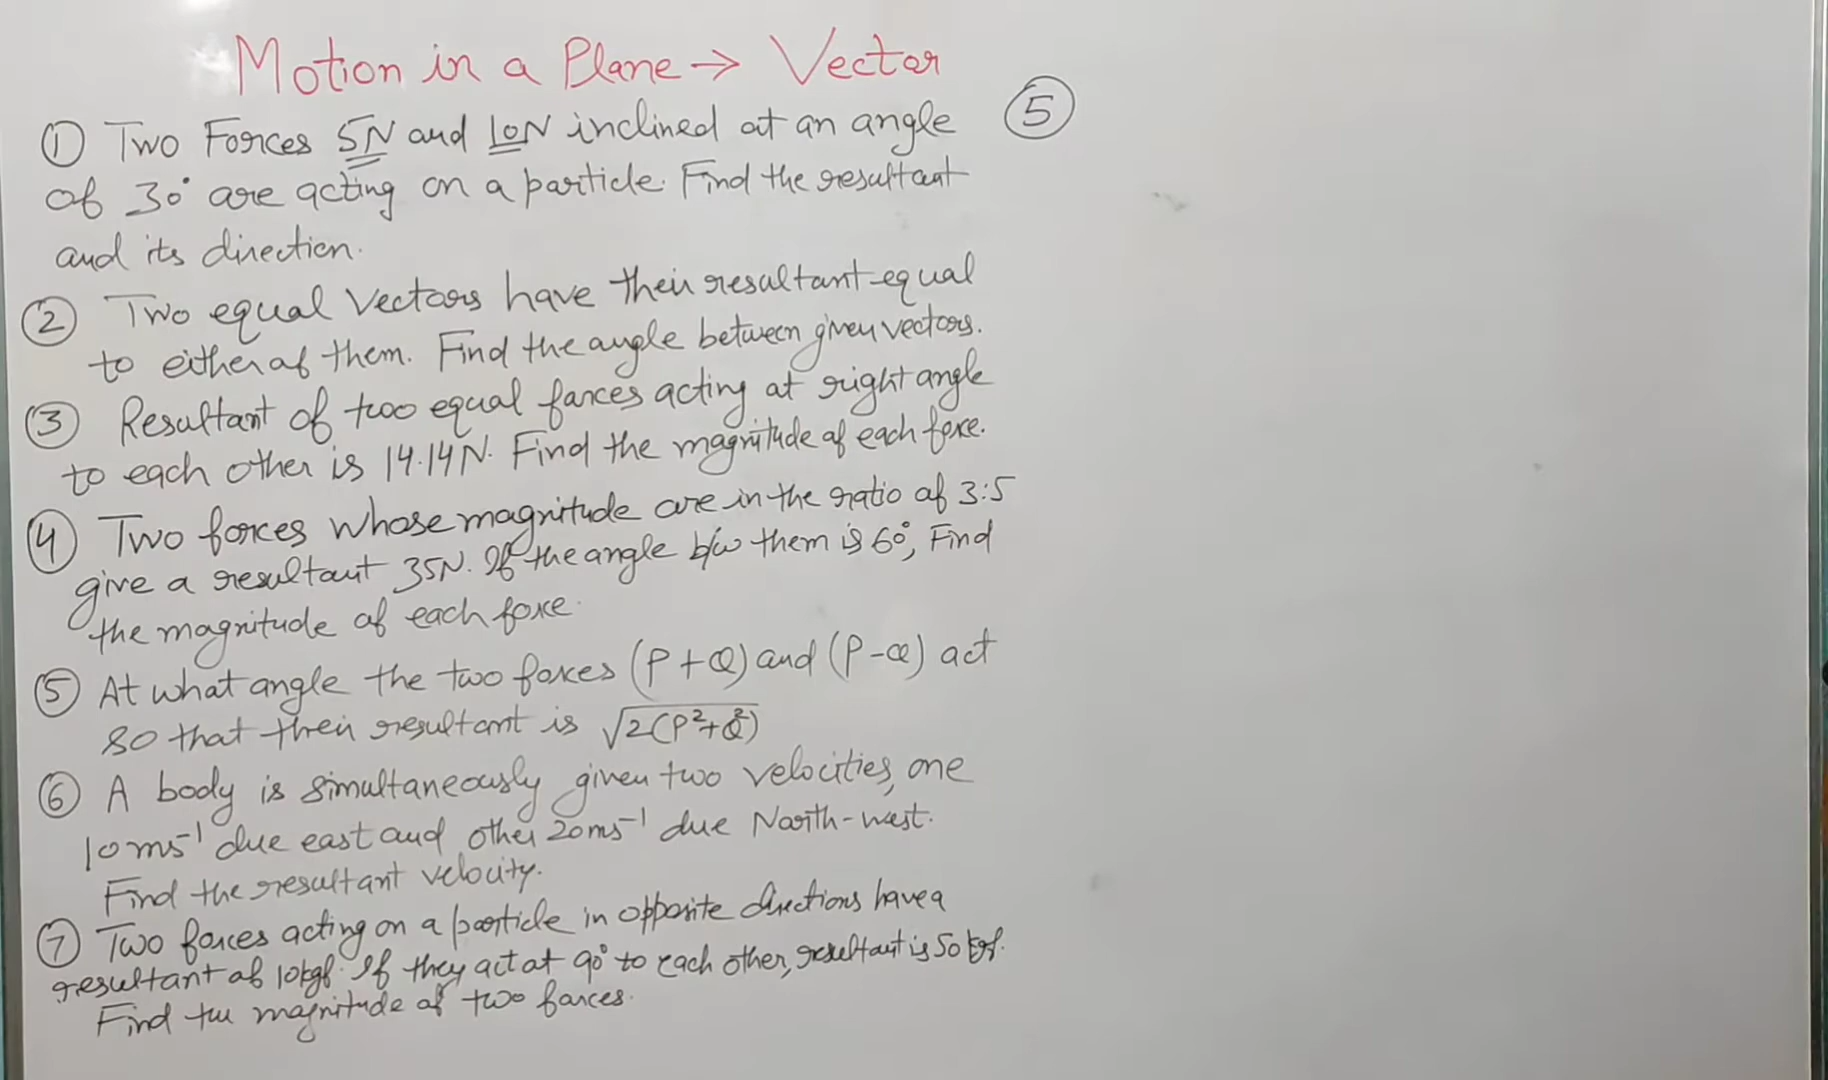 Motion in a Plane → Vector
① Two Forces 5N and 10N inclined at an angle
of 30° are acting on a particle. Find the resultant
and its direction.
② Two equal Vectors have their resultant equal
to either of them. Find the angle between given vectors.
③ Resultant of two equal forces acting at right angle
to each other is 14.14N. Find the magnitude of each force.
④ Two forces whose magnitude are in the ratio of 3:5
give a resultant 35N. If the angle b/w them is 60°, Find
the magnitude of each force.
⑤ At what angle the two forces (P+Q) and (P-Q) act
so that their resultant is √2(P²+Q²)
⑥ A body is simultaneously given two velocities, one
10 ms⁻¹ due east and other 20 ms⁻¹ due North-west.
Find the resultant velocity.
⑦ Two forces acting on a particle in opposite directions have a
resultant of 10kgf. If they act at 90° to each other, resultant is 50 kgf.
Find the magnitude of two forces.
⑤